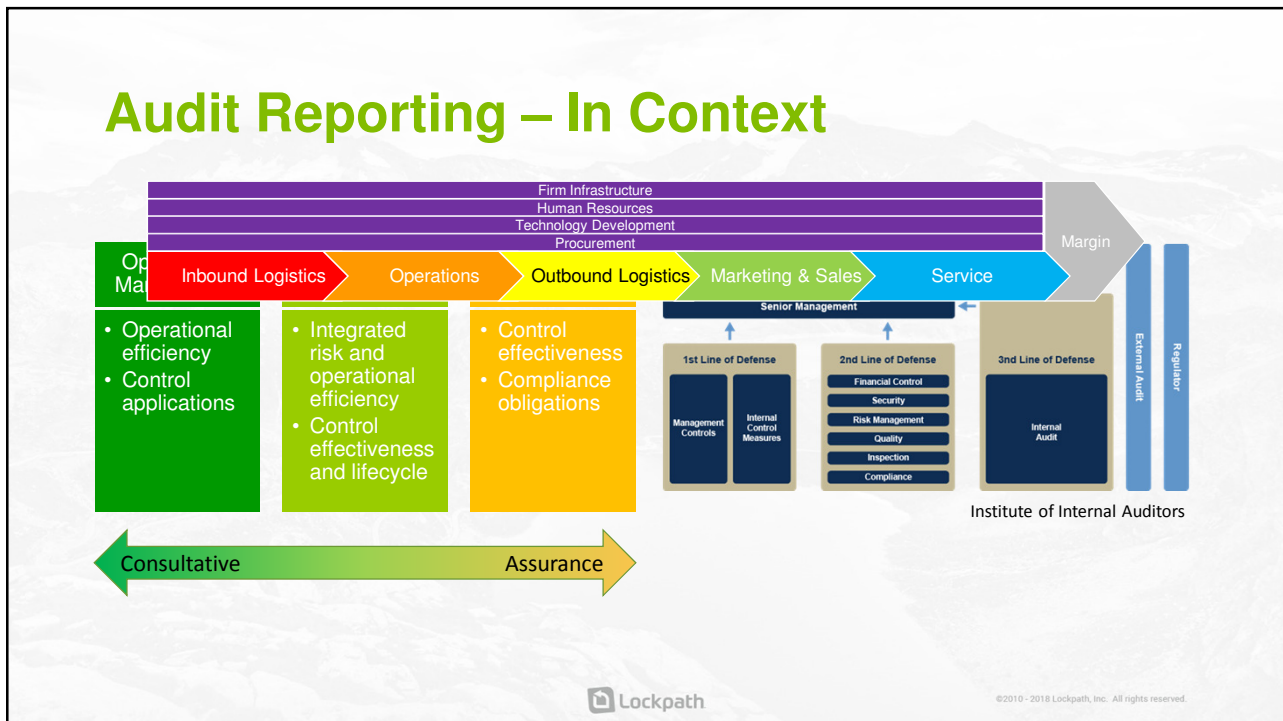 Audit Reporting – In Context
Firm Infrastructure
Human Resources
Technology Development
Procurement
Margin
Inbound Logistics
Operations
Outbound Logistics
Marketing & Sales
Service
• Operational
efficiency
• Control
applications
• Integrated
risk and
operational
efficiency
• Control
effectiveness
and lifecycle
• Control
effectiveness
• Compliance
obligations
Consultative
Assurance
Senior Management
1st Line of Defense
Management
Controls
Internal
Control
Measures
2nd Line of Defense
Financial Control
Security
Risk Management
Quality
Inspection
Compliance
3nd Line of Defense
Internal
Audit
External Audit
Regulator
Institute of Internal Auditors
Lockpath
©2010 - 2018 Lockpath, Inc. All rights reserved.